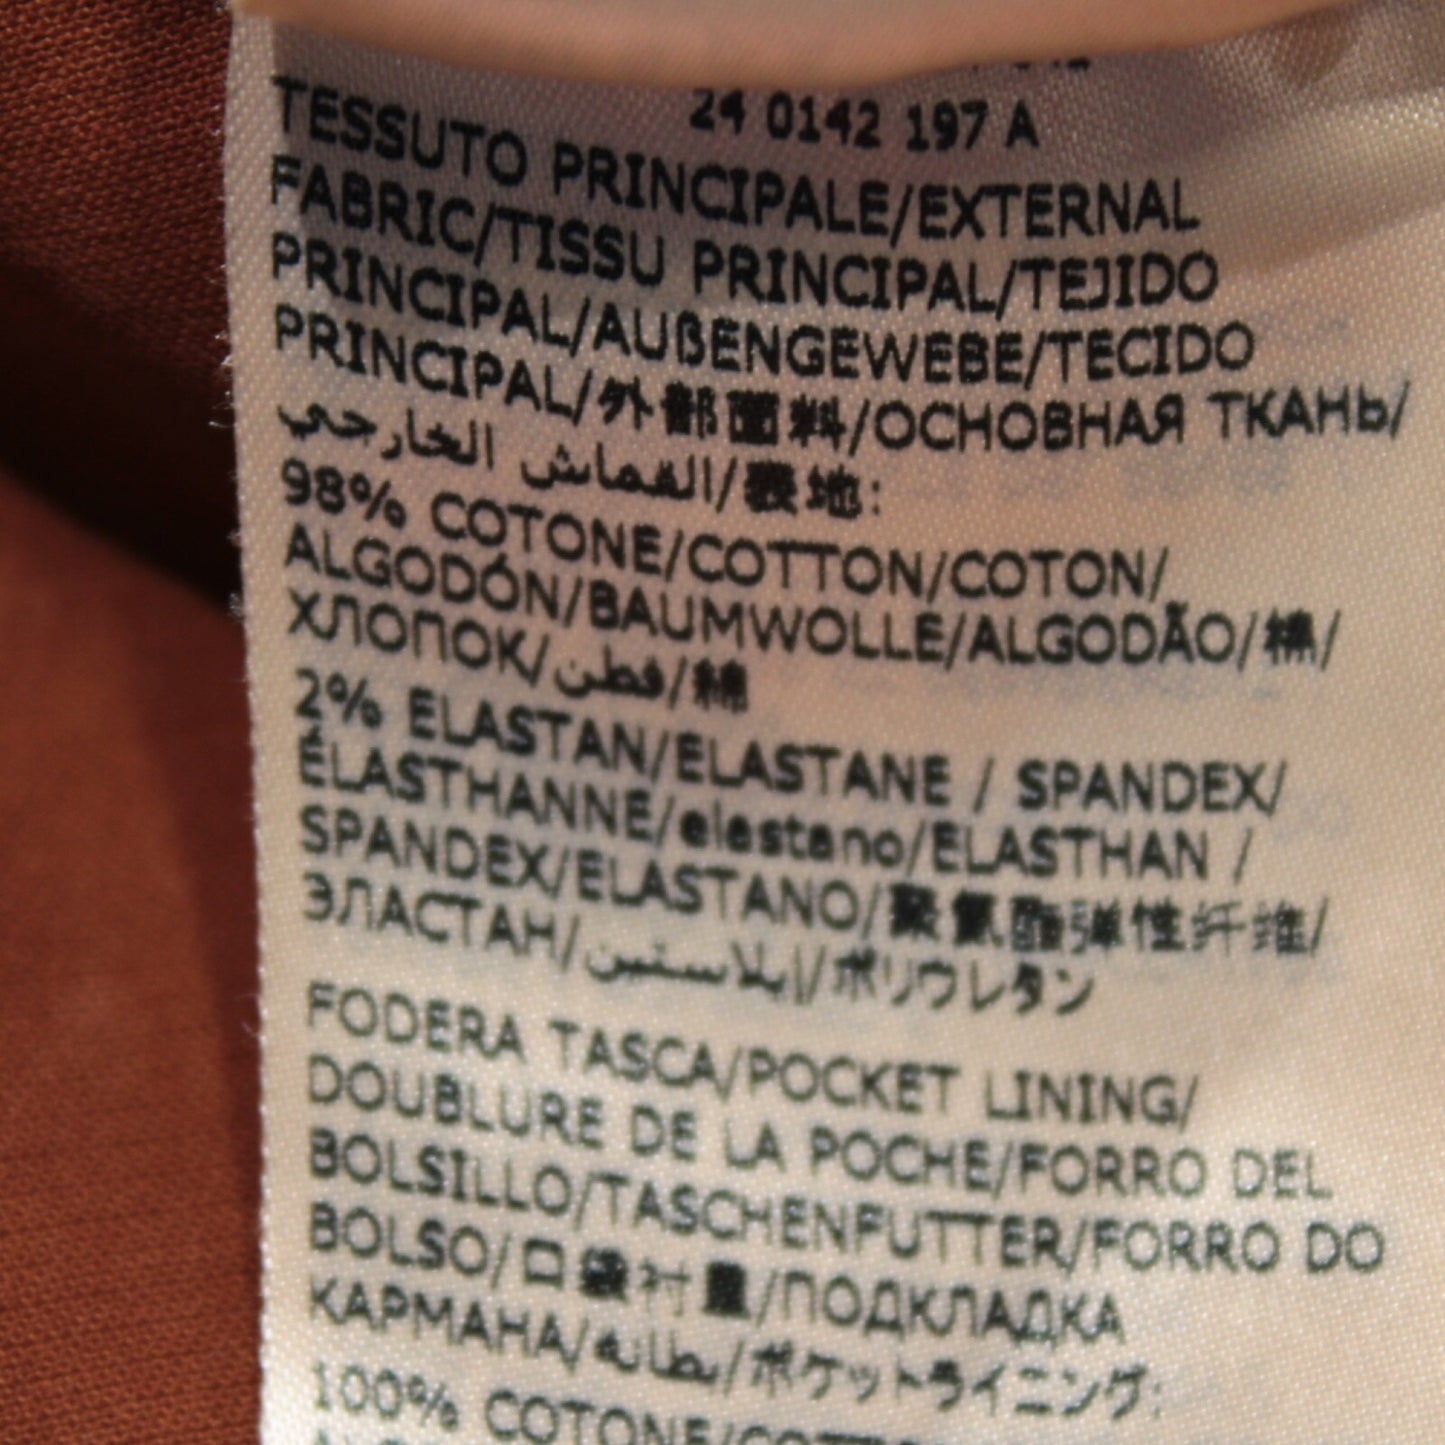 24 0142 197 A
TESSUTO PRINCIPALE/EXTERNAL
FABRIC/TISSU PRINCIPAL/TEJIDO
PRINCIPAL/AUßENGEWEBE/TECIDO
PRINCIPAL/外部面料/ОСНОВНАЯ ТКАНЬ/
القماش الخارجي/表地:
98% COTONE/COTTON/COTON/
ALGODÓN/BAUMWOLLE/ALGODÃO/棉/
ХЛОПОК/قطن/綿
2% ELASTAN/ELASTANE / SPANDEX/
ÉLASTHANNE/elestano/ELASTHAN /
SPANDEX/ELASTANO/聚氨酯弹性纤维/
ЭЛАСТАН/إيلاستين/ポリウレタン
FODERA TASCA/POCKET LINING/
DOUBLURE DE LA POCHE/FORRO DEL
BOLSILLO/TASCHENFUTTER/FORRO DO
BOLSO/口袋衬里/ПОДКЛАДКА
КАРМАНА/بطانة/ポケットライニング:
100% COTONE/